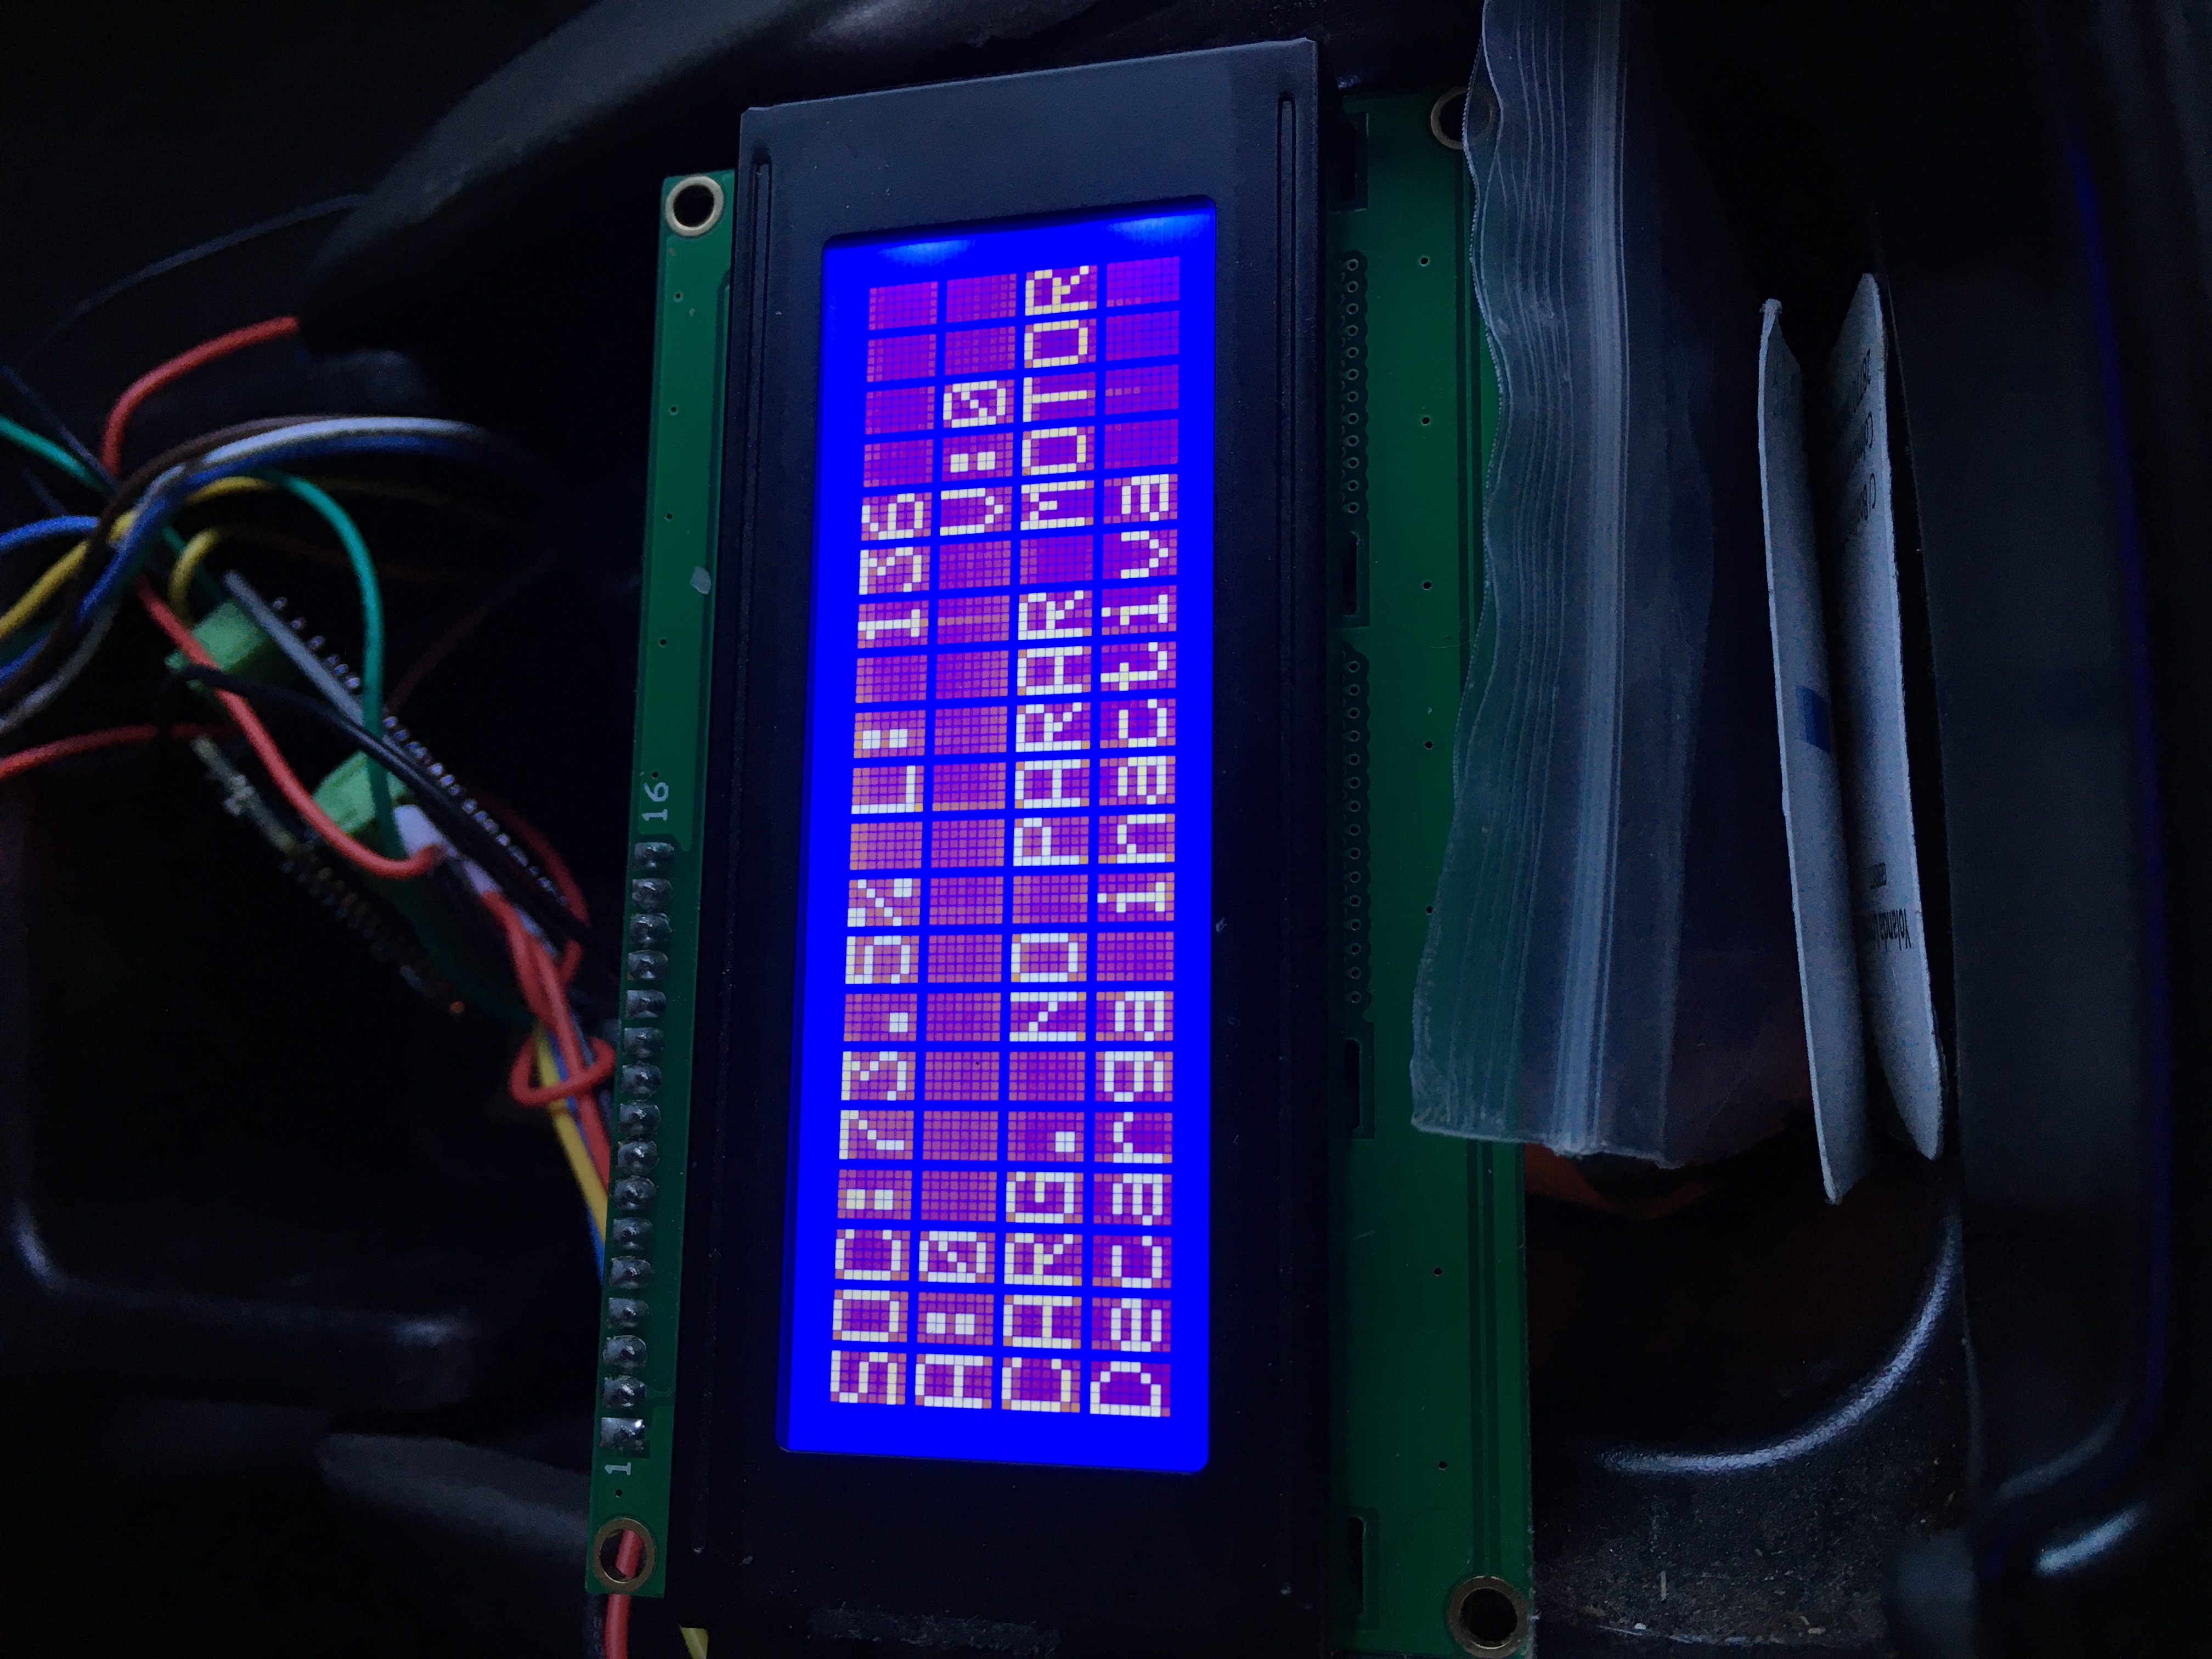 1
16
SOC:73.5% L: 136
A:0 V:0
CARG. NO PARAR MOTOR
Decarga inactiva